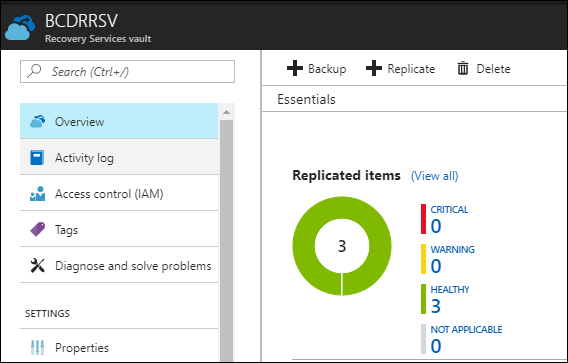 BCDRRSV
Recovery Services vault
Search (Ctrl+/)
Backup
Replicate
Delete
Essentials
Overview
Activity log
Access control (IAM)
Tags
Diagnose and solve problems
SETTINGS
Properties
Replicated items (View all)
3
CRITICAL
0
WARNING
0
HEALTHY
3
NOT APPLICABLE
0